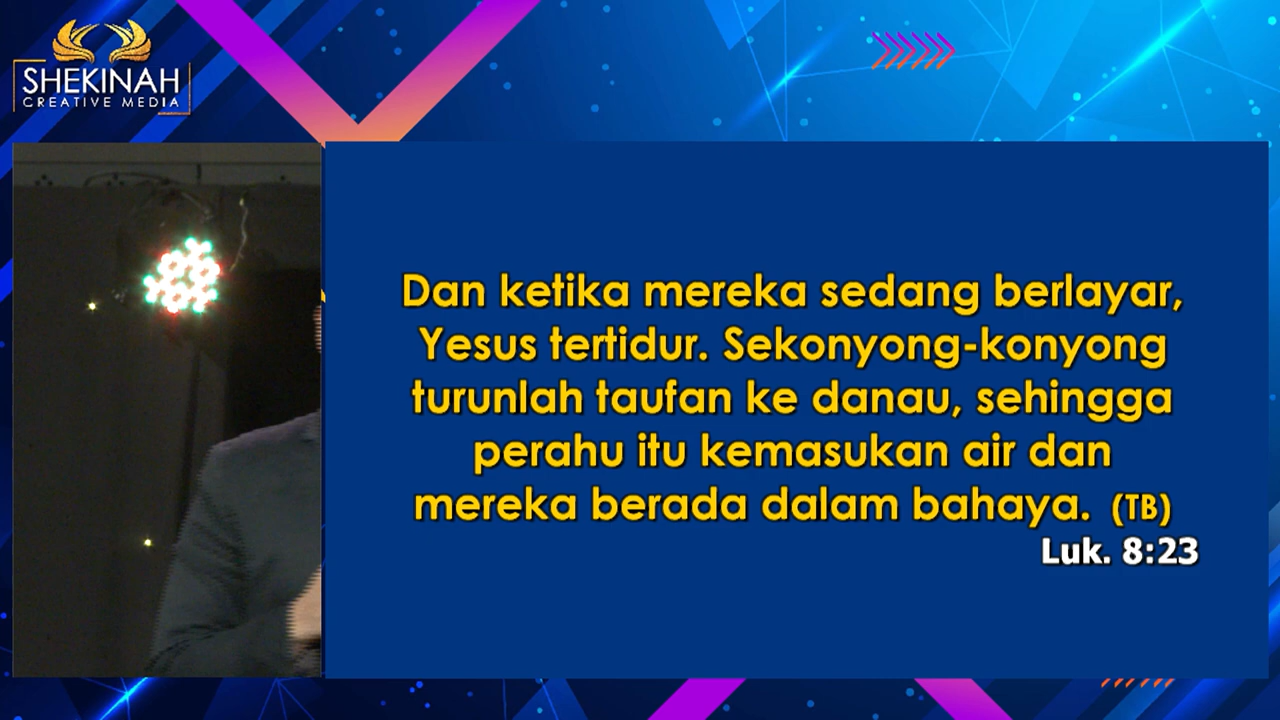 SHEKINAH
CREATIVE MEDIA
Dan ketika mereka sedang berlayar,
Yesus tertidur. Sekonyong-konyong
turunlah taufan ke danau, sehingga
perahu itu kemasukan air dan
mereka berada dalam bahaya. (TB)
Luk. 8:23